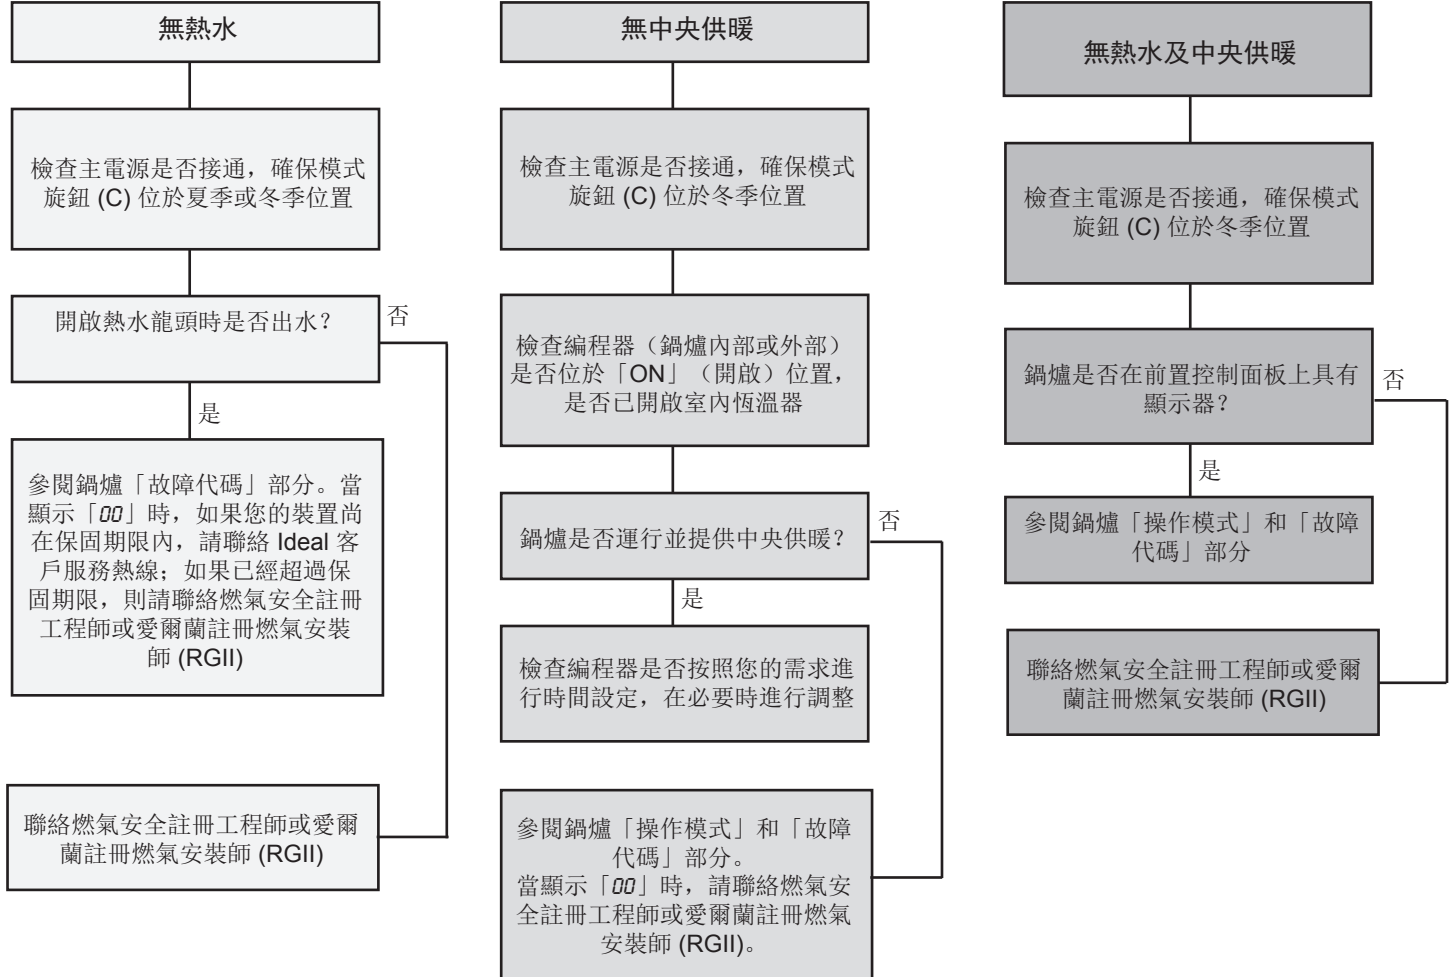 無熱水
檢查主電源是否接通，確保模式
旋鈕 (C) 位於夏季或冬季位置
開啟熱水龍頭時是否出水？
否
是
參閱鍋爐「故障代碼」部分。當
顯示「00」時，如果您的裝置尚
在保固期限內，請聯絡 Ideal 客
戶服務熱線；如果已經超過保
固期限，則請聯絡燃氣安全註冊
工程師或愛爾蘭註冊燃氣安裝
師 (RGII)
聯絡燃氣安全註冊工程師或愛爾
蘭註冊燃氣安裝師 (RGII)
無中央供暖
檢查主電源是否接通，確保模式
旋鈕 (C) 位於冬季位置
檢查編程器（鍋爐內部或外部）
是否位於「ON」（開啟）位置，
是否已開啟室內恆溫器
鍋爐是否運行並提供中央供暖？
否
是
檢查編程器是否按照您的需求進
行時間設定，在必要時進行調整
參閱鍋爐「操作模式」和「故障
代碼」部分。
當顯示「00」時，請聯絡燃氣安
全註冊工程師或愛爾蘭註冊燃氣
安裝師 (RGII)。
無熱水及中央供暖
檢查主電源是否接通，確保模式
旋鈕 (C) 位於冬季位置
鍋爐是否在前置控制面板上具有
顯示器？
否
是
參閱鍋爐「操作模式」和「故障
代碼」部分
聯絡燃氣安全註冊工程師或愛爾
蘭註冊燃氣安裝師 (RGII)